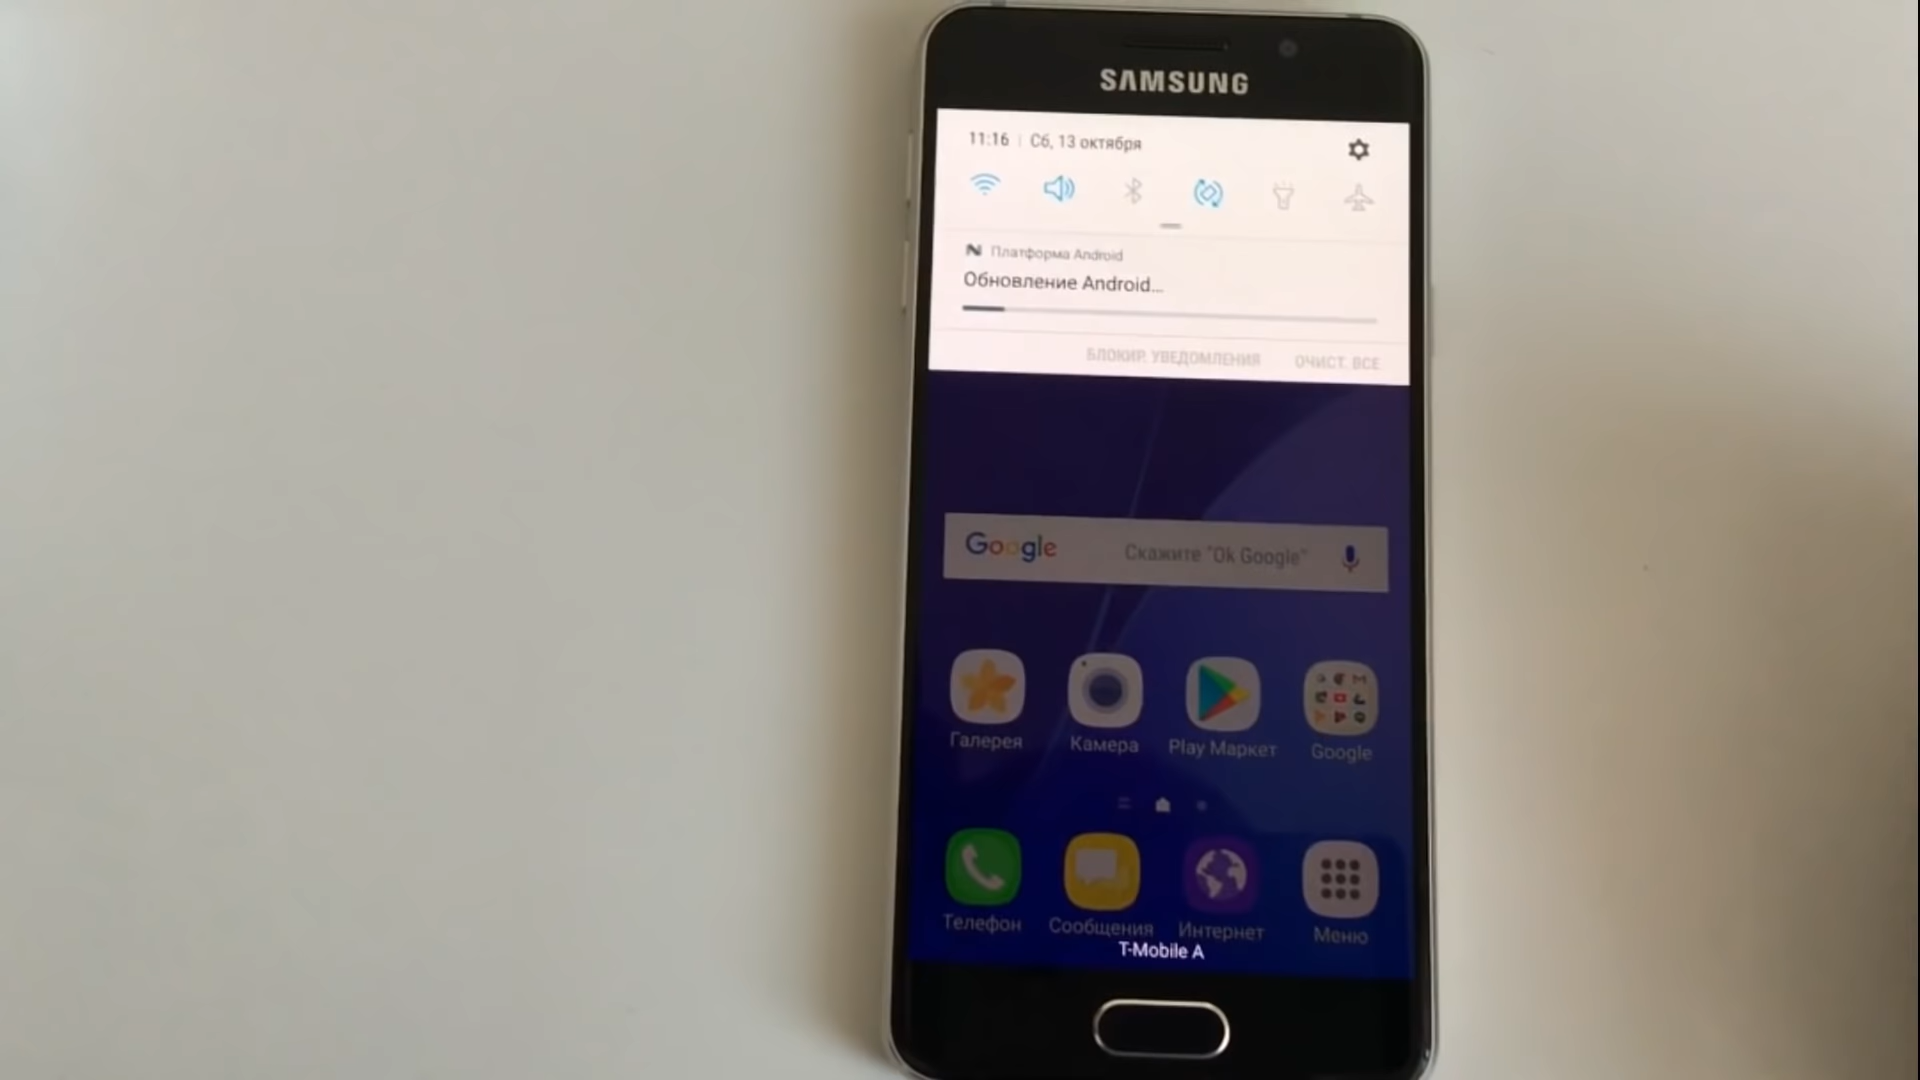 SAMSUNG
11:16 | Сб, 13 октября
Платформа Android
Обновление Android...
БЛОКИР. УВЕДОМЛЕНИЯ ОЧИСТ. ВСЕ
Google Скажите "Ok Google"
Галерея Камера Play Маркет Google
Телефон Сообщения Интернет Меню
T-Mobile A